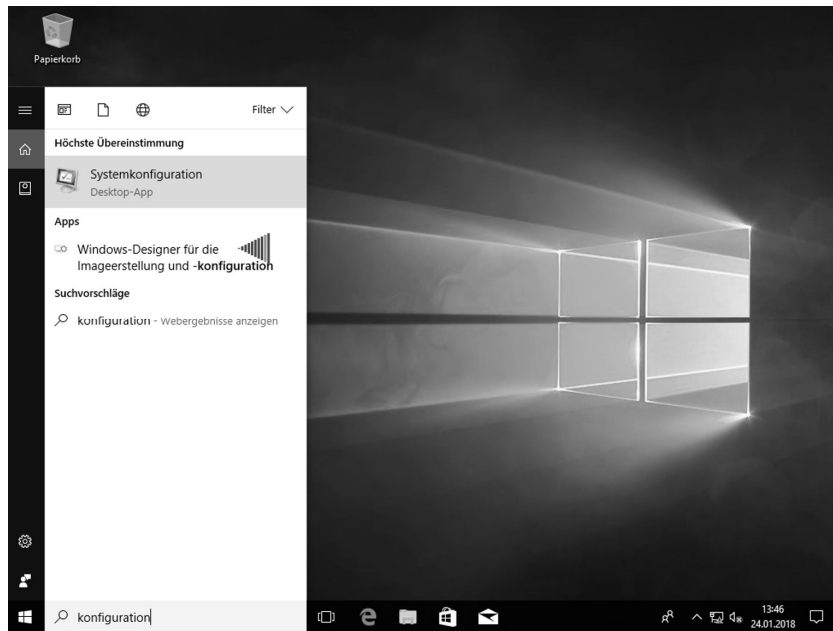 Papierkorb
Filter
Höchste Übereinstimmung
Systemkonfiguration
Desktop-App
Apps
Windows-Designer für die
Imageerstellung und -konfiguration
Suchvorschläge
konfiguration - Webergebnisse anzeigen
konfiguration
13:46
24.01.2018